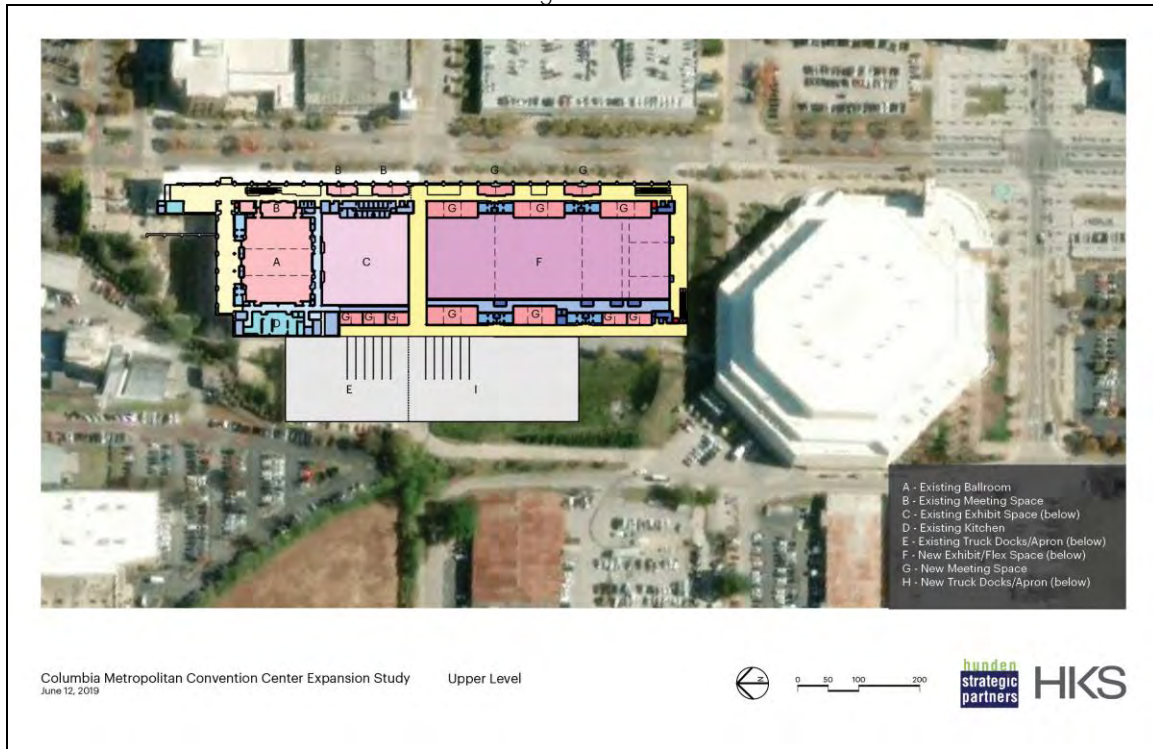 B B G G
B G G G
A C F
D G G G G G G G
E I
A - Existing Ballroom
B - Existing Meeting Space
C - Existing Exhibit Space (below)
D - Existing Kitchen
E - Existing Truck Docks/Apron (below)
F - New Exhibit/Flex Space (below)
G - New Meeting Space
H - New Truck Docks/Apron (below)
Columbia Metropolitan Convention Center Expansion Study Upper Level
June 12, 2019
N
0 50 100 200
hunden
strategic
partners
HKS